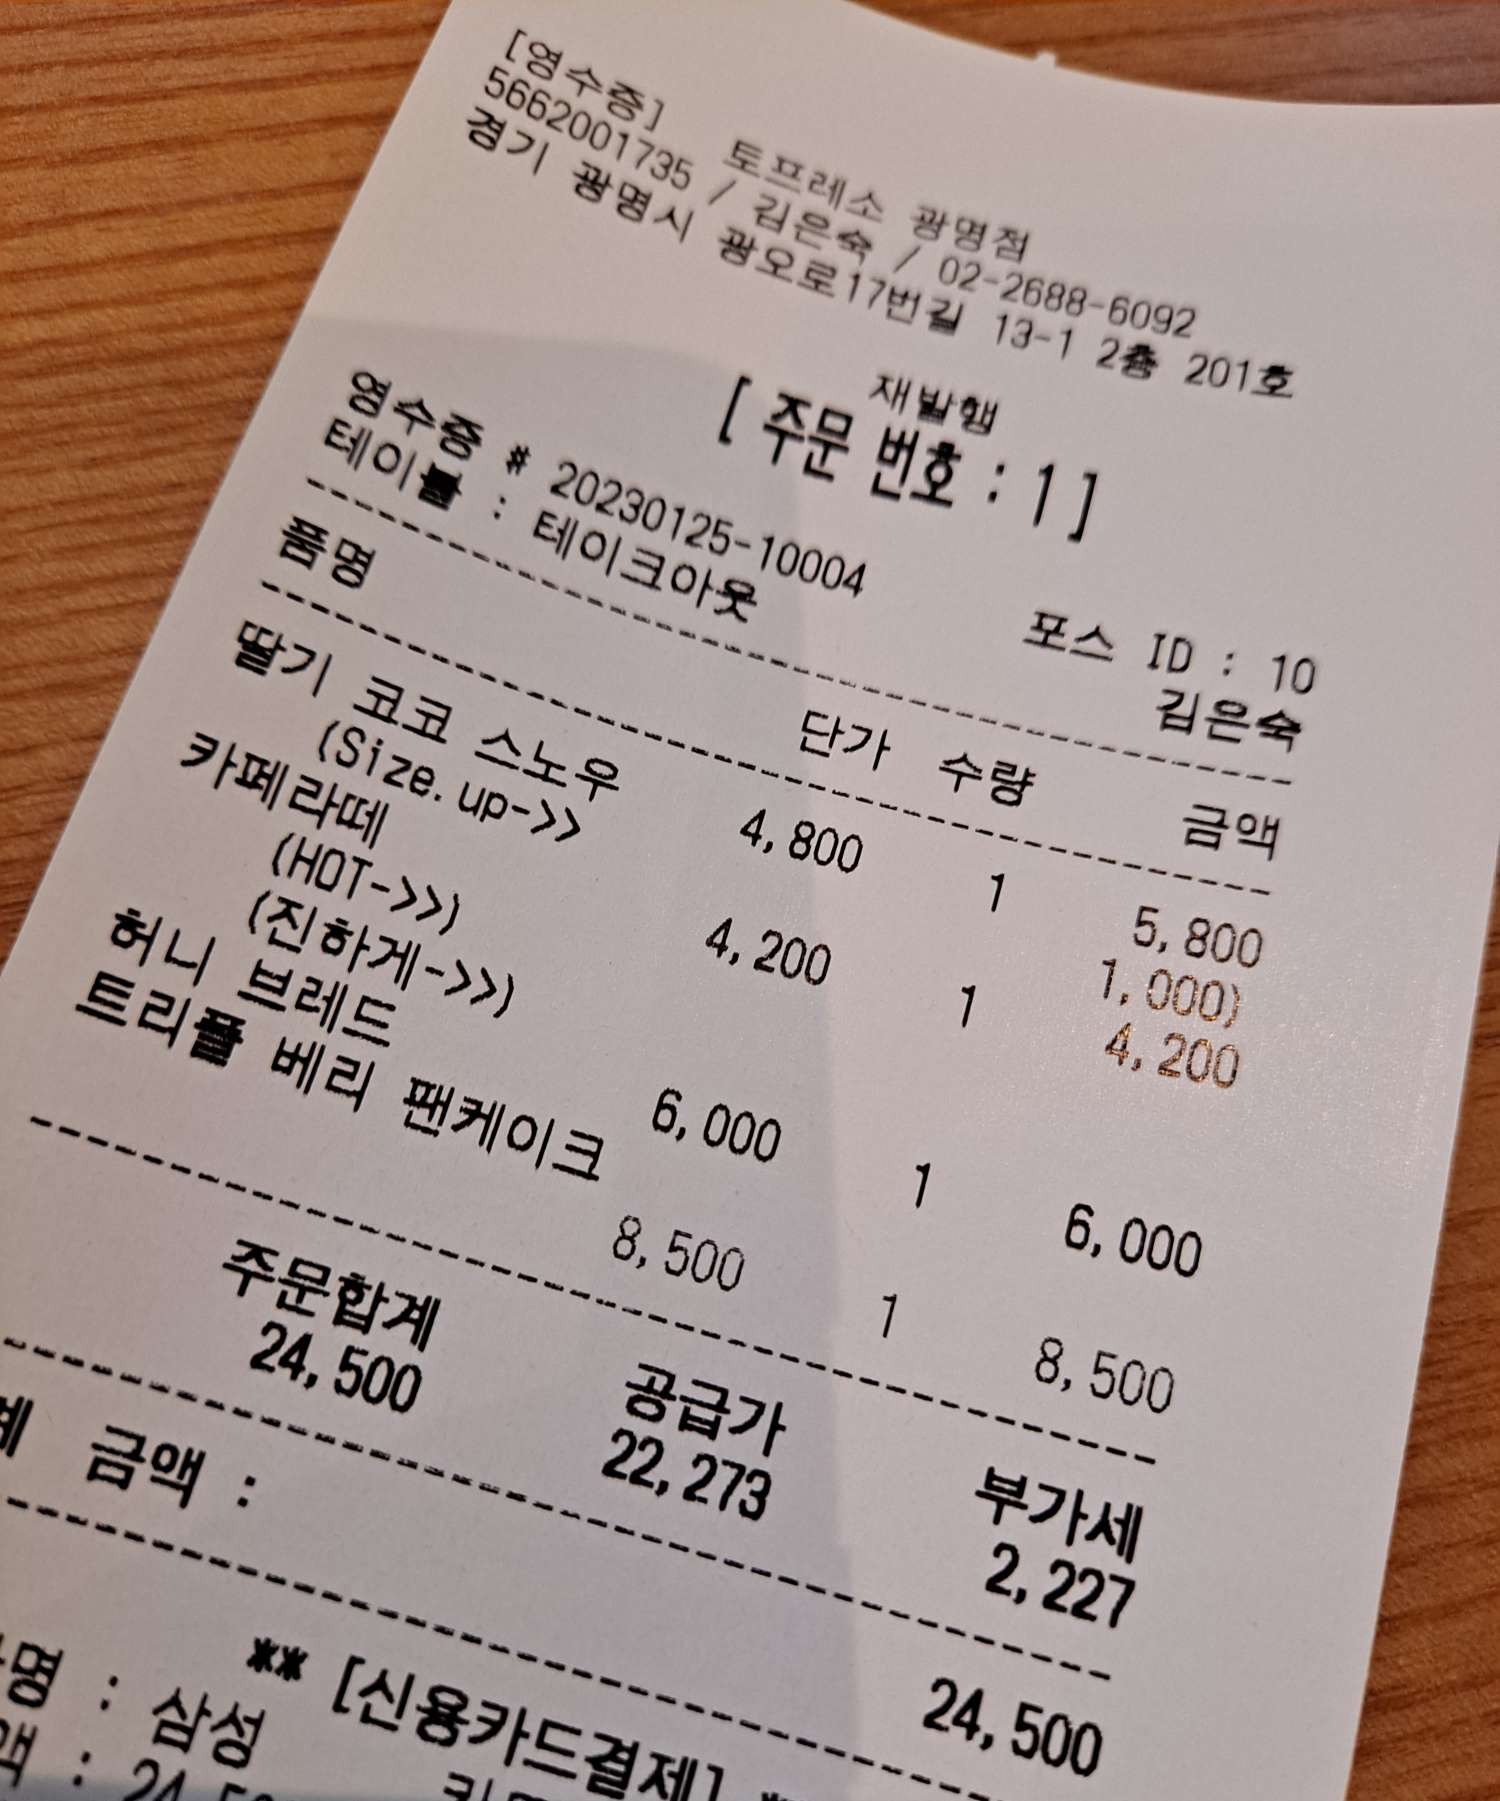 [영수증]
토프레소 광명점
5662001735 / 김은숙 / 02-2688-6092
경기 광명시 광오로17번길 13-1 2층 201호
재발행
[ 주문 번호 : 1 ]
영수증 # 20230125-10004 포스 ID : 10
테이블 : 테이크아웃 김은숙
품명 단가 수량 금액
딸기 코코 스노우 4,800 1 5,800
(Size.up->> 1,000)
카페라떼 4,200 1 4,200
(HOT->>)
(진하게->>)
허니 브레드 6,000 1 6,000
트리플 베리 팬케이크
8,500 1 8,500
주문합계 공급가 부가세
24,500 22,273 2,227
계 금액 : 24,500
** [신용카드결제]
명 : 삼성
액 : 24,5